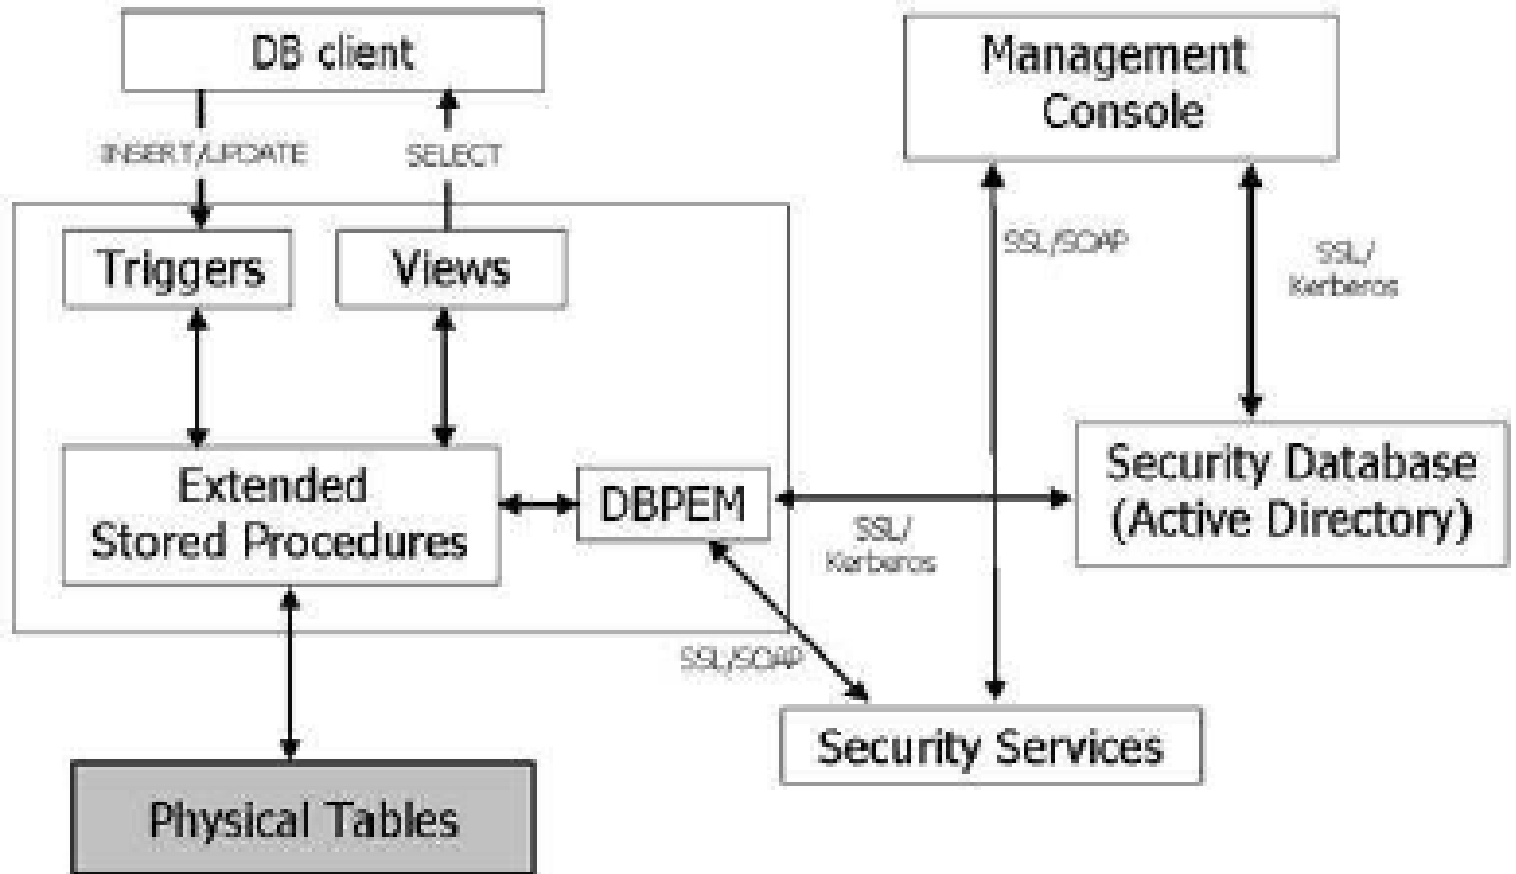 DB client
Management
Console
INSERT/UPDATE
SELECT
SSL/SOAP
SSL/
Kerberos
Triggers
Views
Extended
Stored Procedures
DBPEM
SSL/
Kerberos
Security Database
(Active Directory)
SSL/SOAP
Security Services
Physical Tables